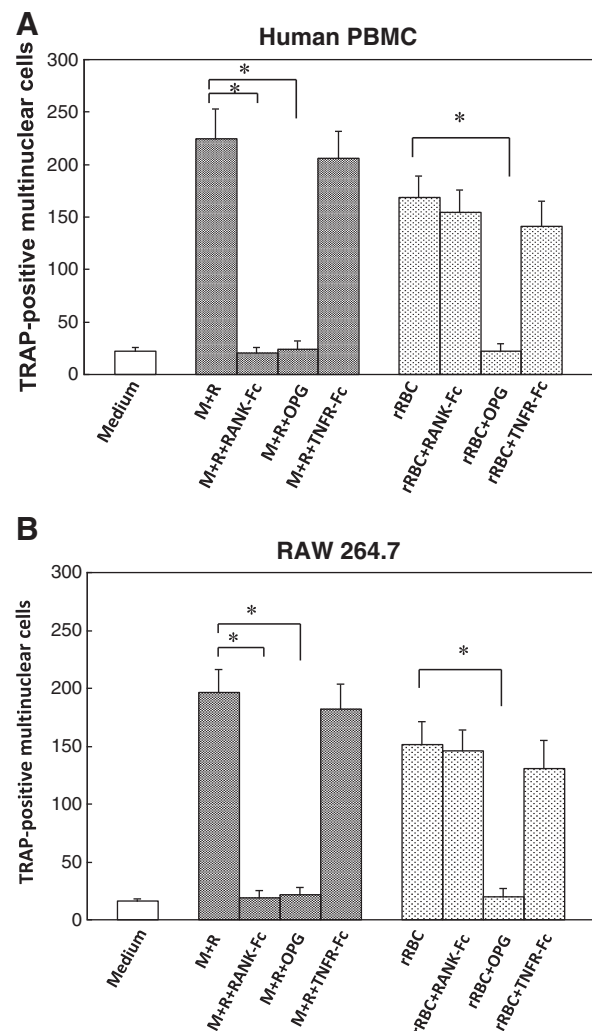 A
Human PBMC
TRAP-positive multinuclear cells
300
250
200
150
100
50
0
*
*
*
Medium
M+R
M+R+RANK-Fc
M+R+OPG
M+R+TNFR-Fc
rRBC
rRBC+RANK-Fc
rRBC+OPG
rRBC+TNFR-Fc
B
RAW 264.7
TRAP-positive multinuclear cells
300
250
200
150
100
50
0
*
*
*
Medium
M+R
M+R+RANK-Fc
M+R+OPG
M+R+TNFR-Fc
rRBC
rRBC+RANK-Fc
rRBC+OPG
rRBC+TNFR-Fc